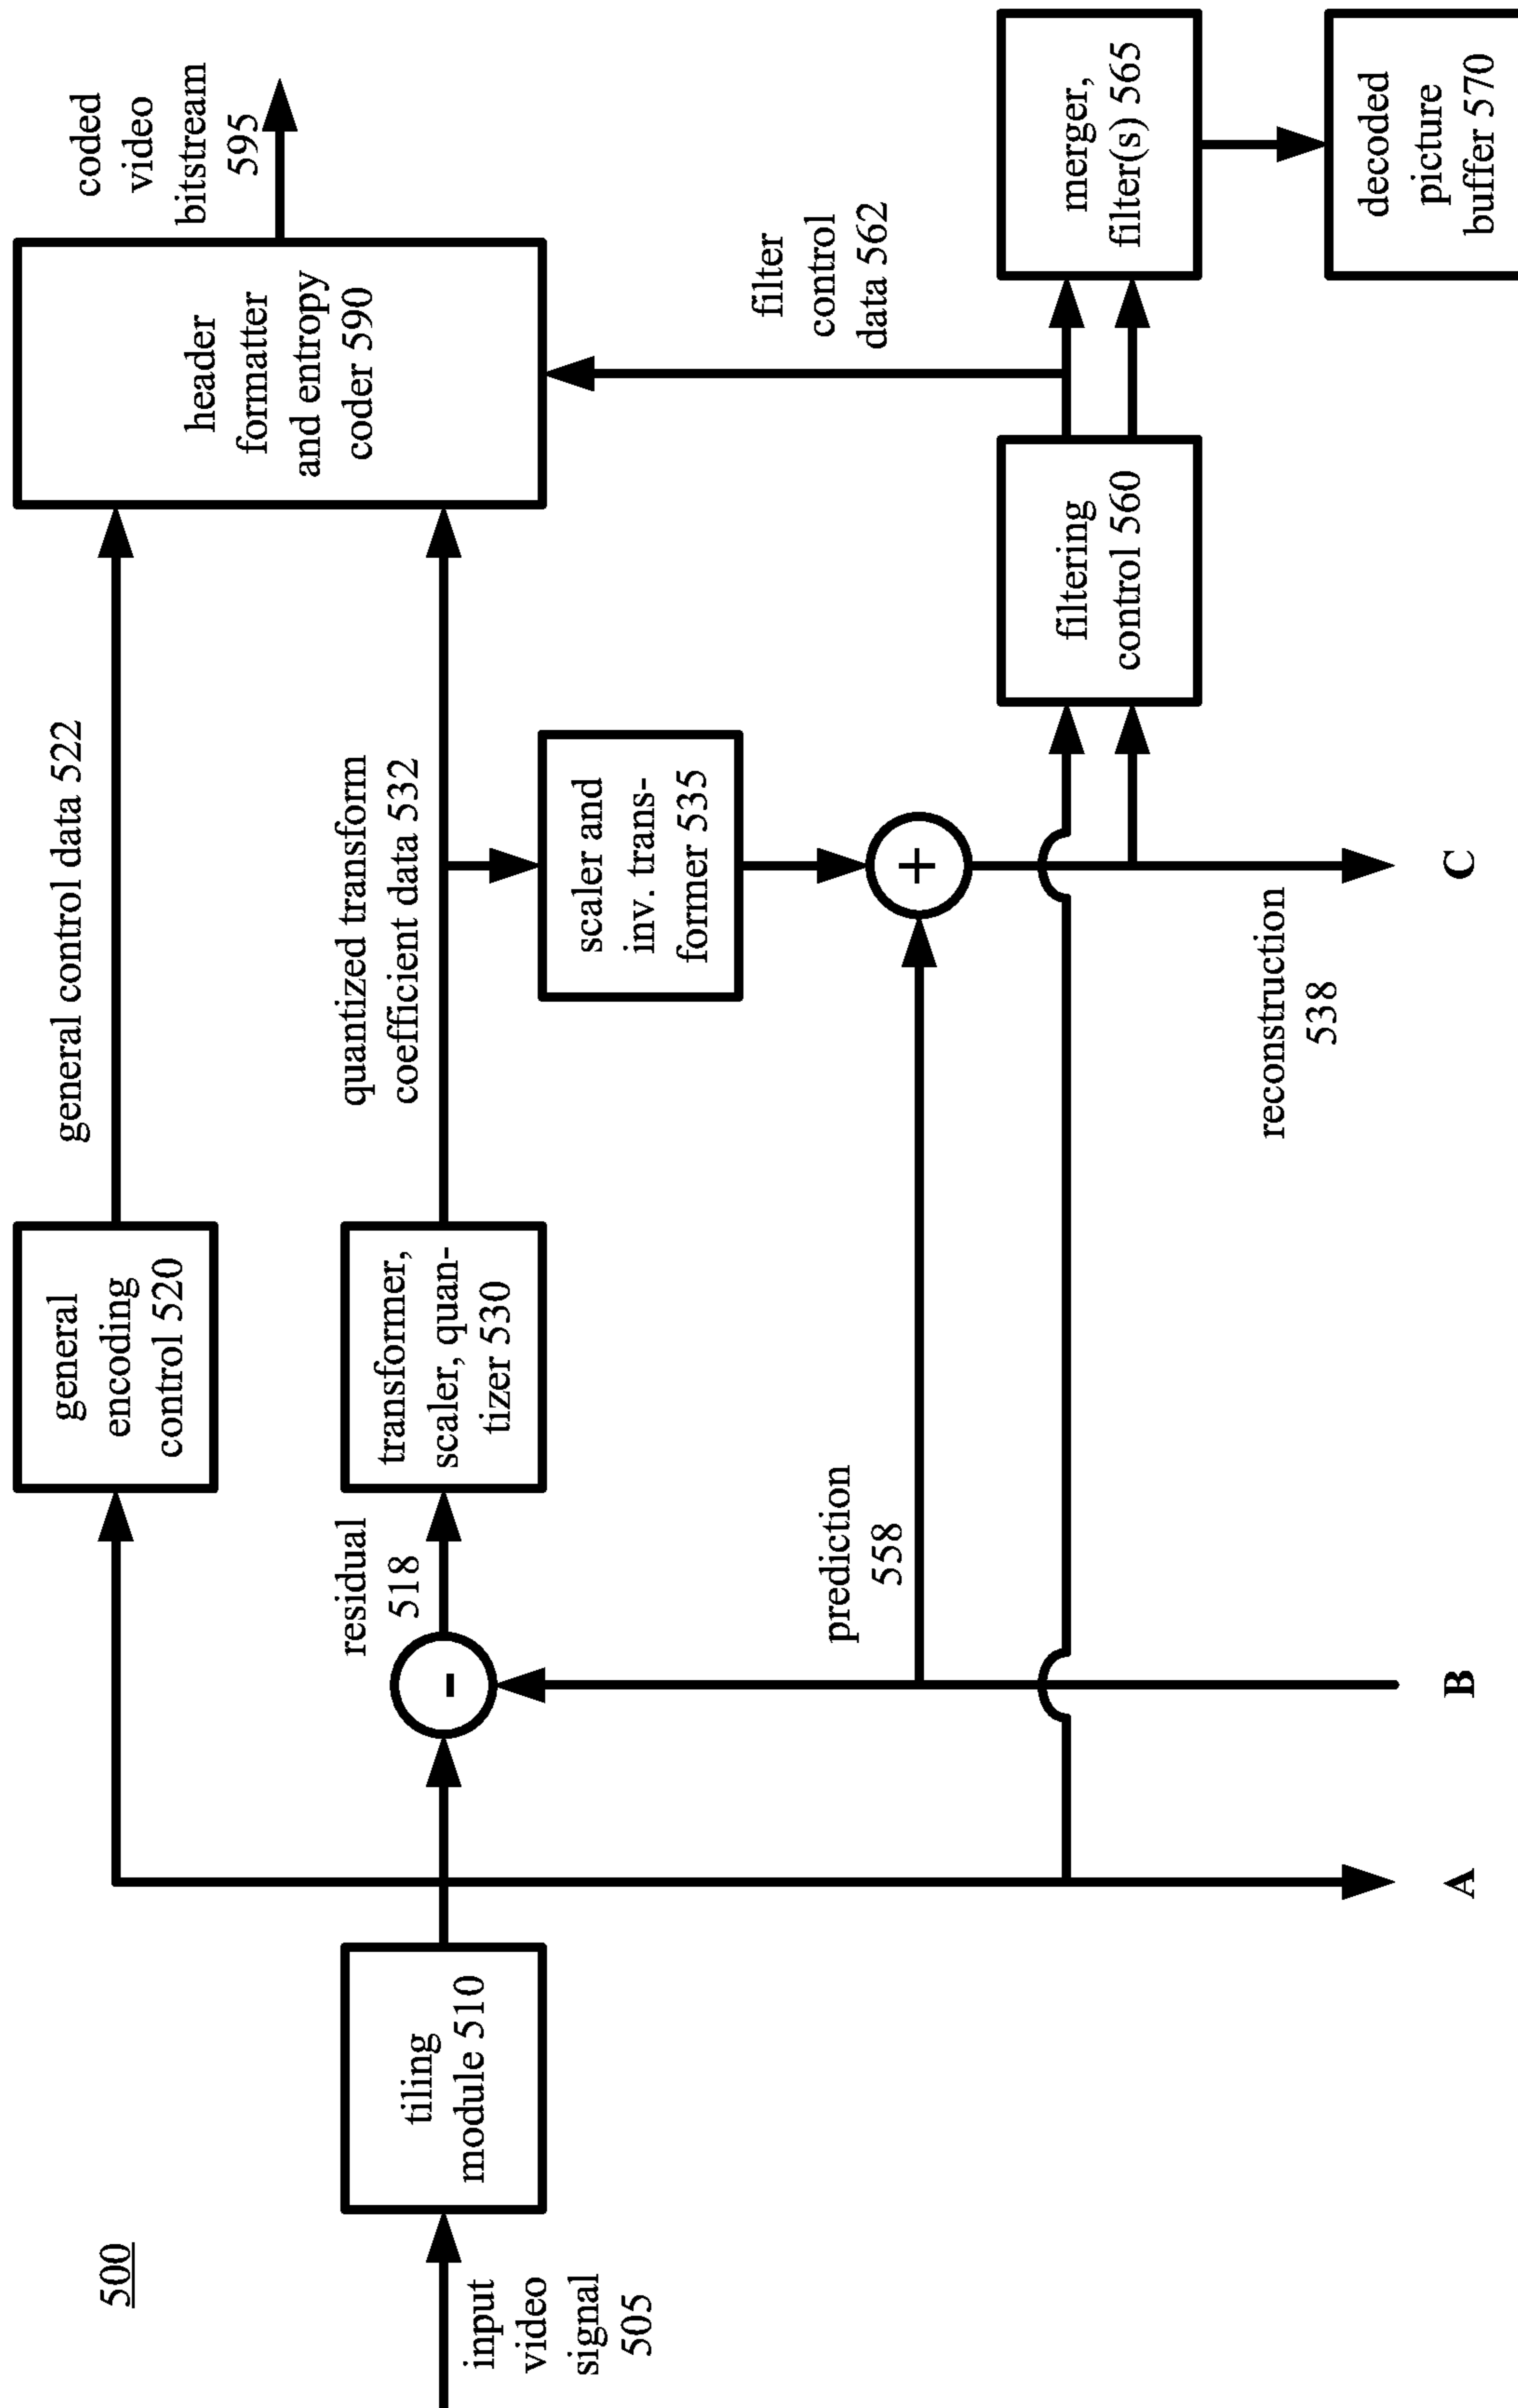 500
input
video
signal
505
tiling
module 510
general
encoding
control 520
general control data 522
residual
518
transformer,
scaler, quan-
tizer 530
quantized transform
coefficient data 532
header
formatter
and entropy
coder 590
coded
video
bitstream
595
scaler and
inv. trans-
former 535
prediction
558
+
-
filter
control
data 562
filtering
control 560
merger,
filter(s) 565
decoded
picture
buffer 570
reconstruction
538
A
B
C